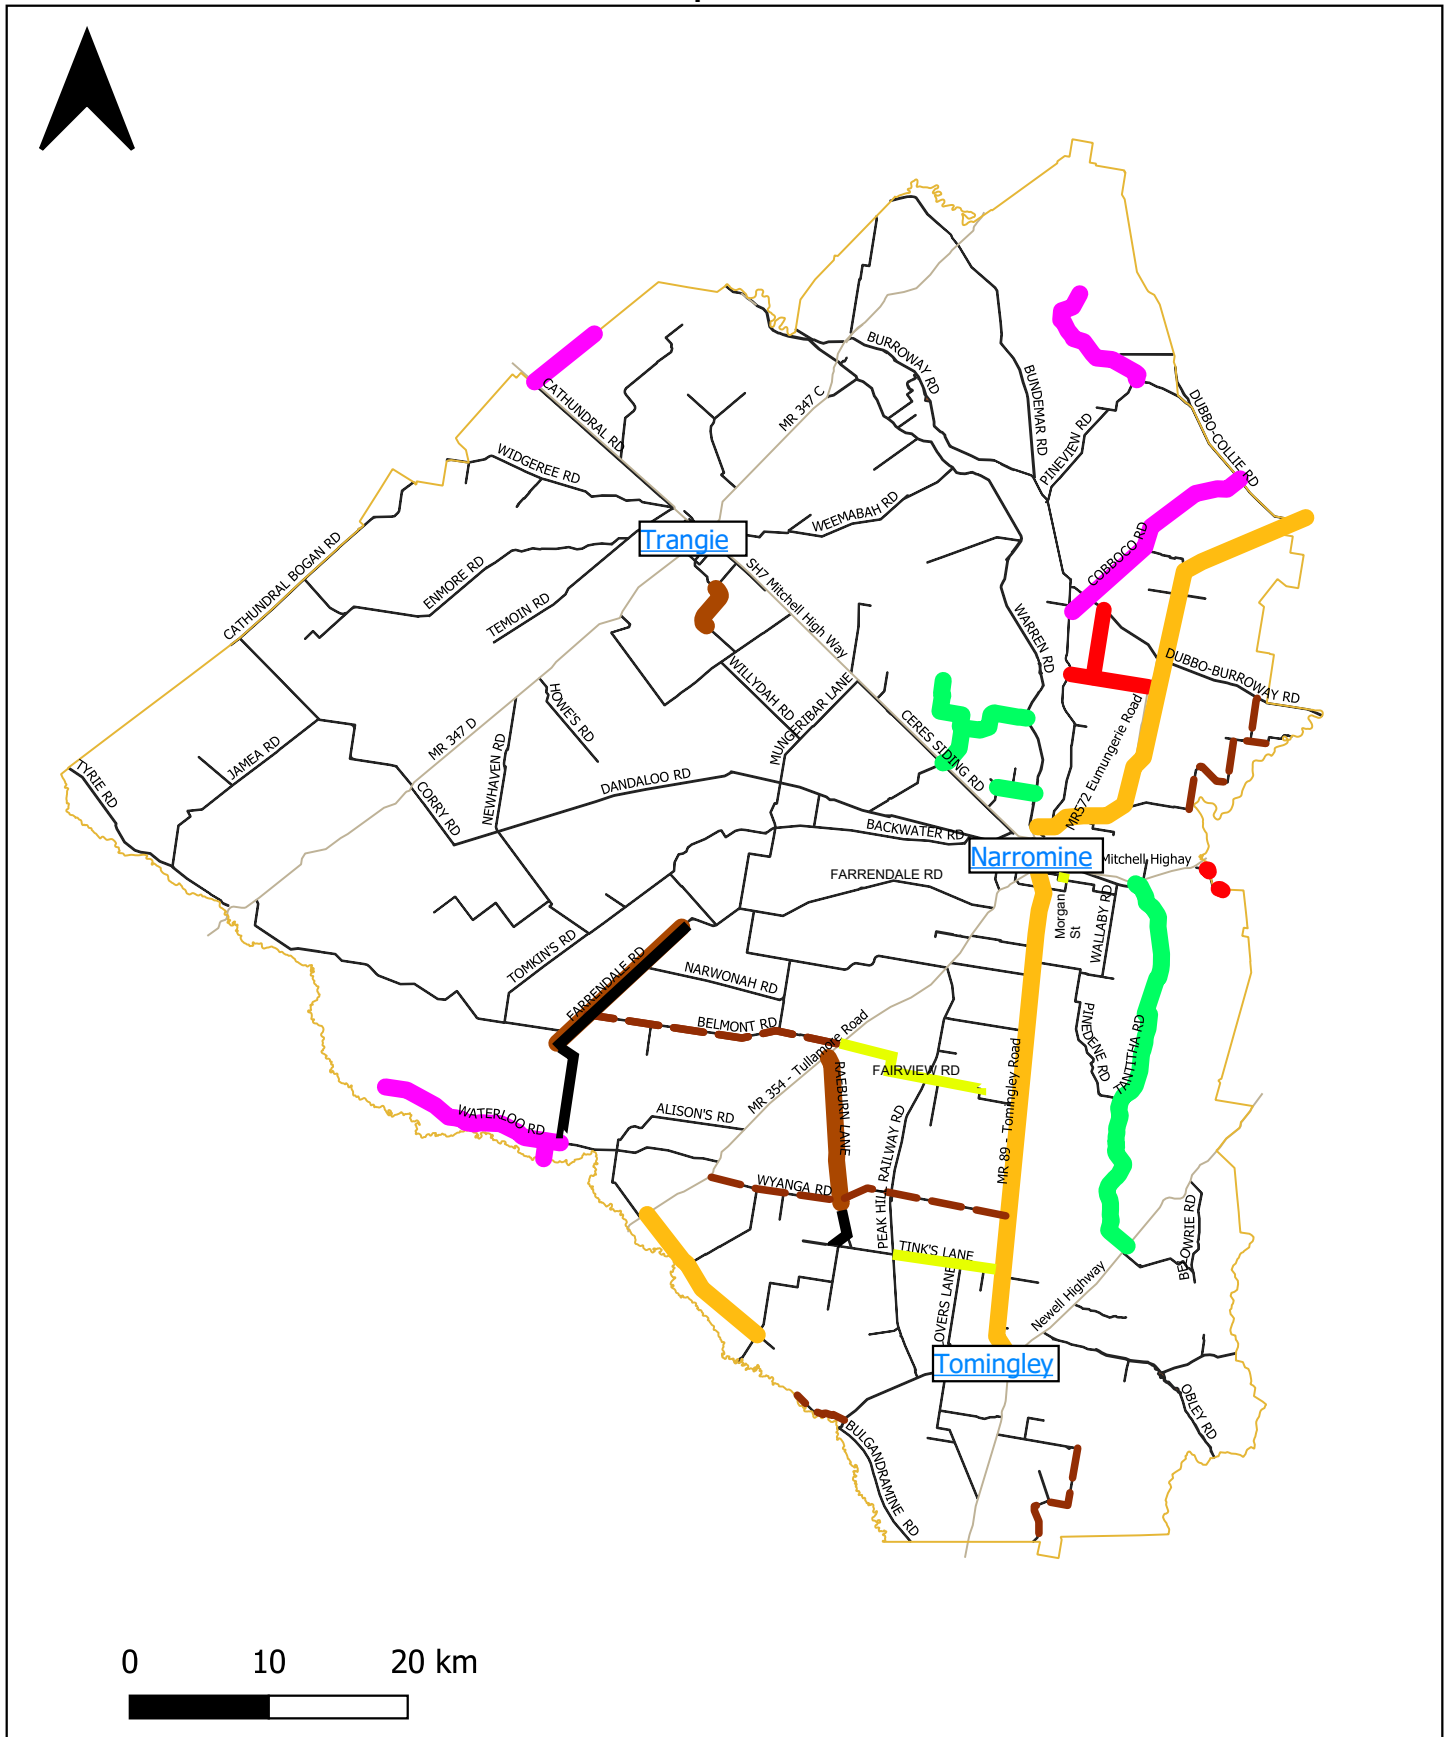 BURROWAY RD
BUNDEMAR RD
CATHUNDRAL RD
MR 347 C
DUBBO-COLLIE RD
PINEVIEW RD
WIDGEREE RD
WEEMABAH RD
Trangie
COBBOCO RD
CATHUNDRAL BOGAN RD
ENMORE RD
TEMOIN RD
SH7 Mitchell High Way
WARREN RD
DUBBO-BURROWAY RD
WILLYDAH RD
MUNGERIBAR LANE
HOWE'S RD
MR 347 D
CERES SIDING RD
MR572 Eumungerie Road
JAMEA RD
TYRIE RD
NEWHAVEN RD
CORRY RD
DANDALOO RD
BACKWATER RD
Narromine
Mitchell Highay
FARRENDALE RD
Morgan
St
WALLABY RD
TOMKIN'S RD
FARRENDALE RD
NARWONAH RD
BELMONT RD
PINEDENE RD
TANTITHA RD
MR 354 - Tullamore Road
FAIRVIEW RD
RAEBURN LANE
MR 89 - Tomingley Road
WATERLOO RD
ALISON'S RD
PEAK HILL RAILWAY RD
WYANGA RD
BELOWRIE RD
TINK'S LANE
Newell Highway
OVERS LANE
Tomingley
OBLEY RD
BULGANDRAMINE RD
0 10 20 km